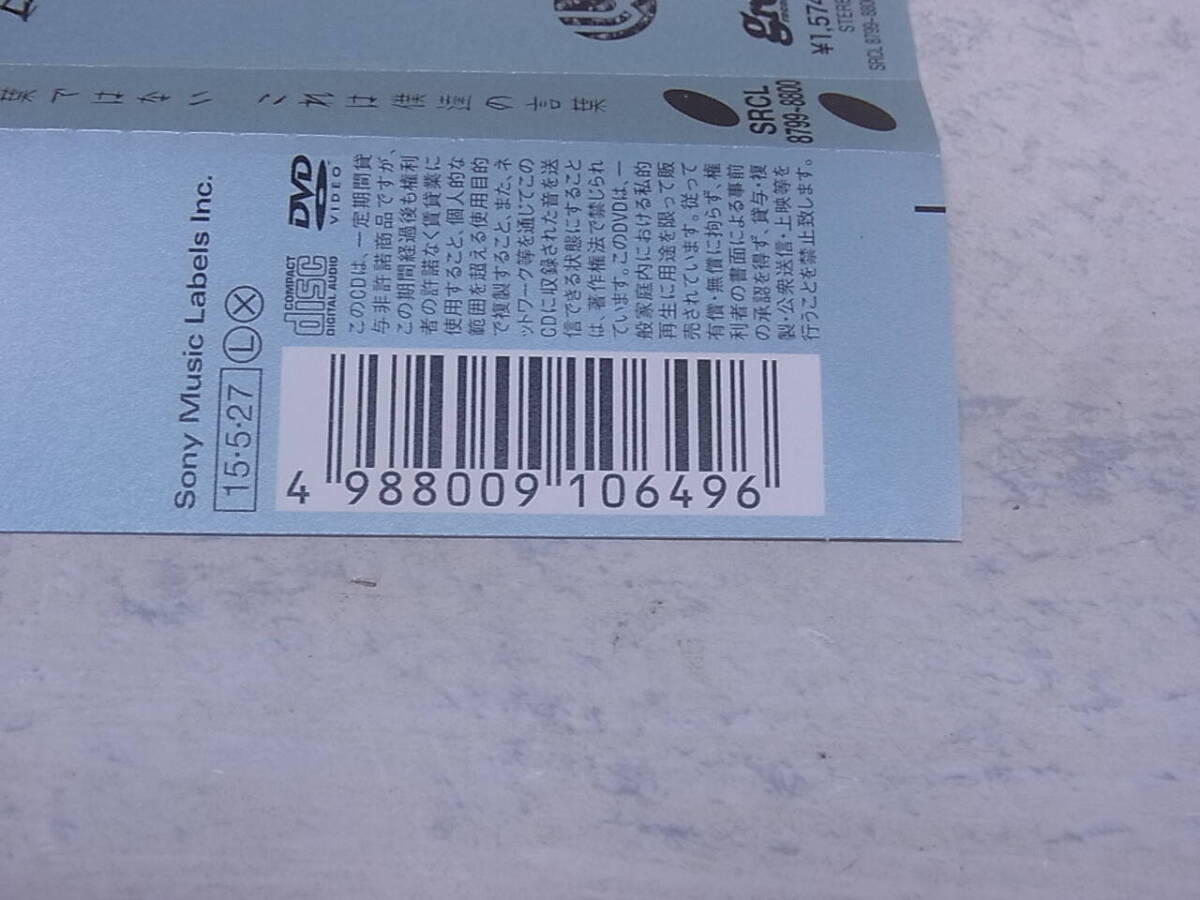 ¥1,574
STERE
SRCL 8799~880
葉ではない これは僕達の言葉
SRCL
8799~8800
DVD
VIDEO
COMPACT
disc
DIGITAL AUDIO
このCDは、一定期間貸
与非許諾商品ですが、
この期間経過後も権利
者の許諾なく賃貸業に
使用すること、個人的な
範囲を超える使用目的
で複製すること、また、ネ
ットワーク等を通じてこの
CDに収録された音を送
信できる状態にすること
は、著作権法で禁じられ
ています。このDVDは、一
般家庭内における私的
再生に用途を限って販
売されています。従って
有償・無償に拘らず、権
利者の書面による事前
の承認を得ず、貸与・複
製・公衆送信・上映等を
行うことを禁止致します。
Sony Music Labels Inc.
15・5・27 L X
4 988009 106496